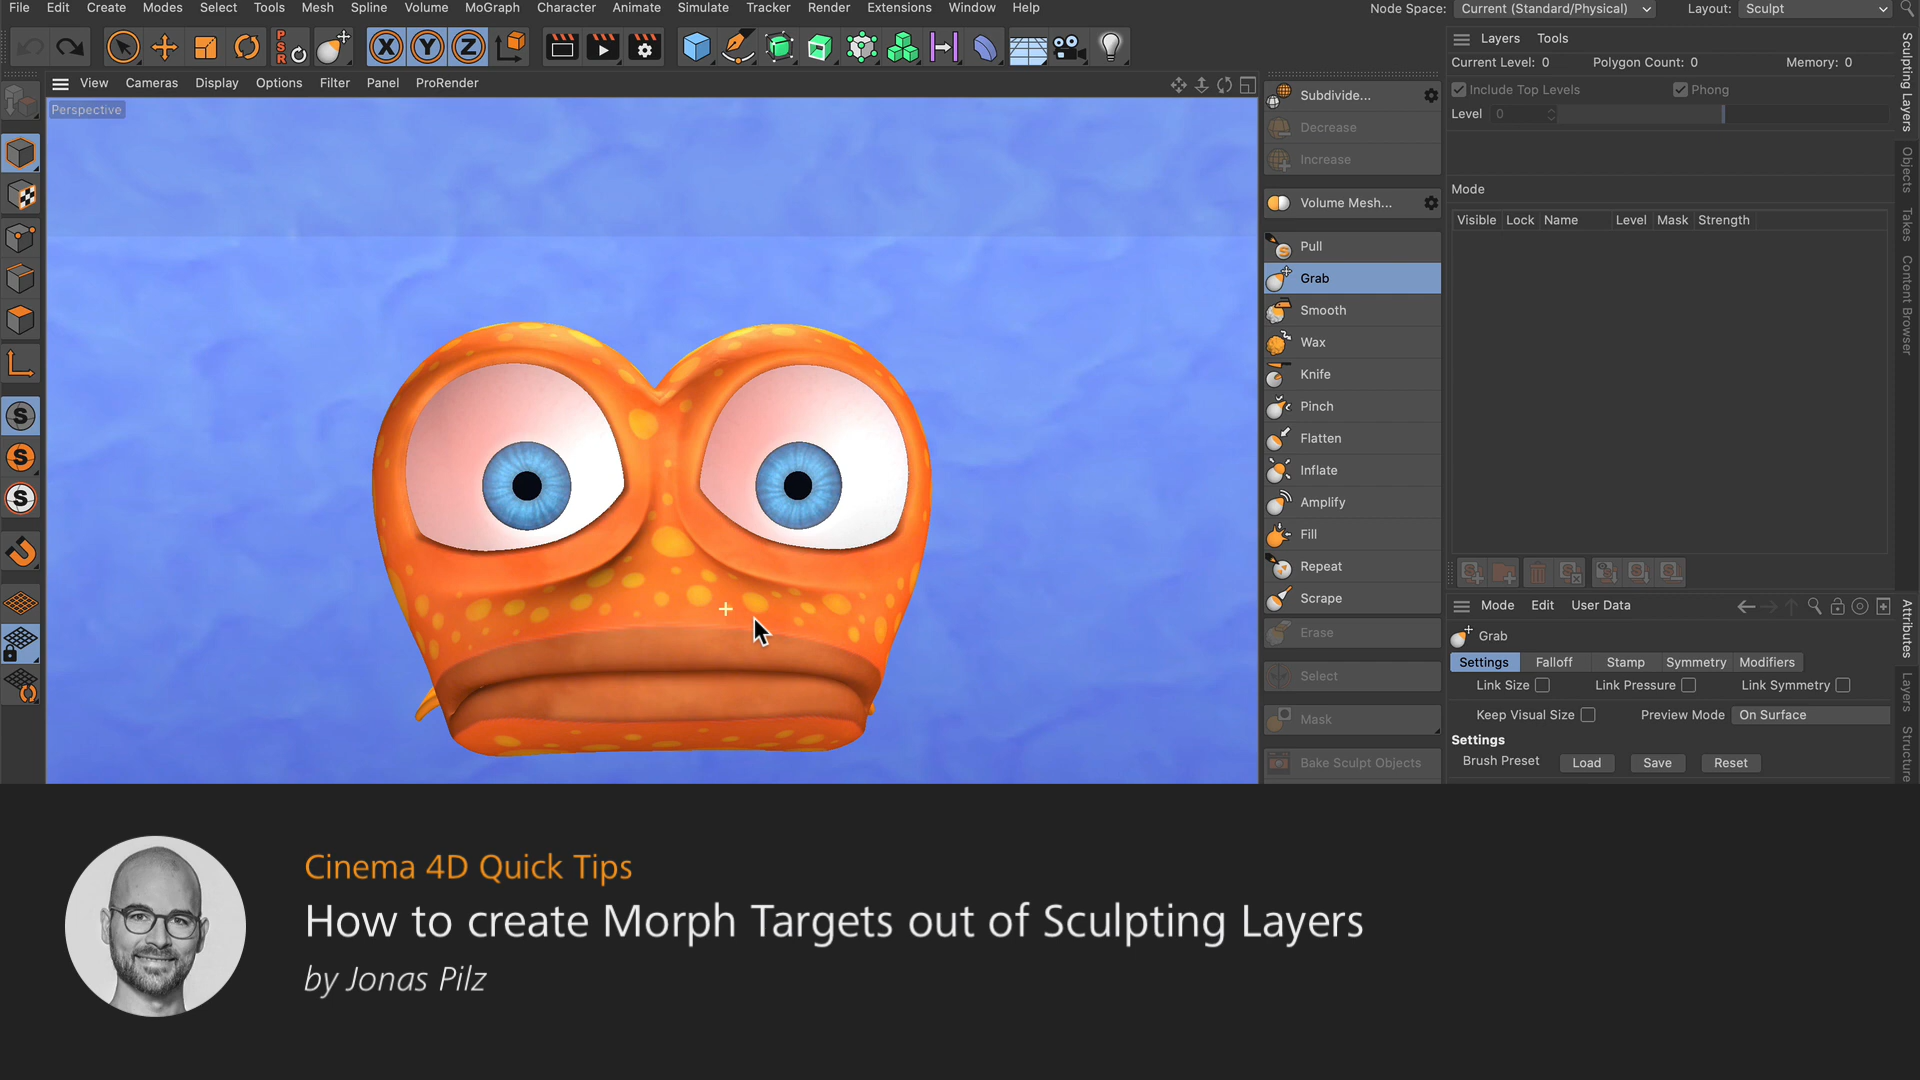 File Edit Create Modes Select Tools Mesh Spline Volume MoGraph Character Animate Simulate Tracker Render Extensions Window Help Node Space: Current (Standard/Physical) Layout: Sculpt
PSR X Y Z
View Cameras Display Options Filter Panel ProRender
Perspective
S
S
S
Subdivide...
Decrease
Increase
Volume Mesh...
Pull
Grab
Smooth
Wax
Knife
Pinch
Flatten
Inflate
Amplify
Fill
Repeat
Scrape
Erase
Select
Mask
Bake Sculpt Objects
Layers Tools
Current Level: 0 Polygon Count: 0 Memory: 0
Include Top Levels Phong
Level 0
Mode
Visible Lock Name Level Mask Strength
Mode Edit User Data
Grab
Settings Falloff Stamp Symmetry Modifiers
Link Size Link Pressure Link Symmetry
Keep Visual Size Preview Mode On Surface
Settings
Brush Preset Load Save Reset
Sculpting Layers
Objects
Takes
Content Browser
Attributes
Layers
Structure
Cinema 4D Quick Tips
How to create Morph Targets out of Sculpting Layers
by Jonas Pilz